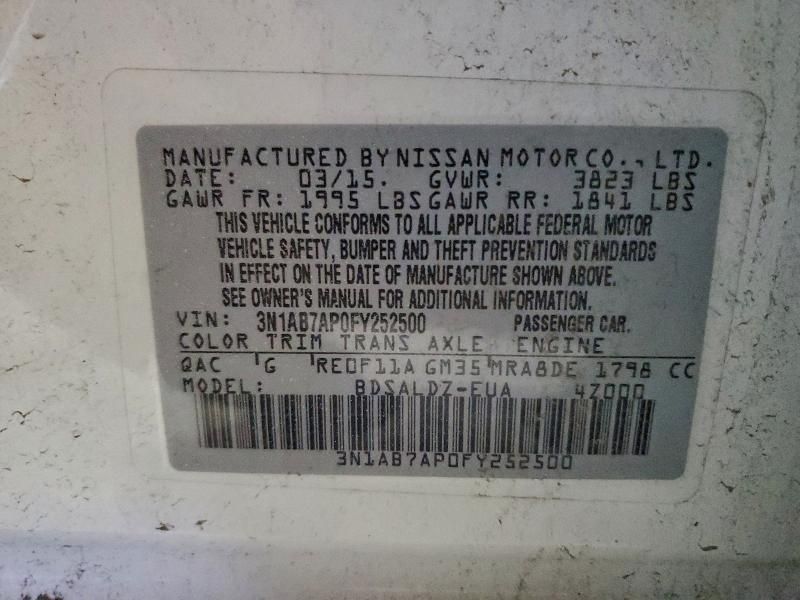 MANUFACTURED BY NISSAN MOTOR CO., LTD.
DATE: 03/15. GVWR: 3823 LBS
GAWR FR: 1995 LBS GAWR RR: 1841 LBS
THIS VEHICLE CONFORMS TO ALL APPLICABLE FEDERAL MOTOR
VEHICLE SAFETY, BUMPER AND THEFT PREVENTION STANDARDS
IN EFFECT ON THE DATE OF MANUFACTURE SHOWN ABOVE.
SEE OWNER'S MANUAL FOR ADDITIONAL INFORMATION.
VIN: 3N1AB7AP0FY252500 PASSENGER CAR.
COLOR TRIM TRANS AXLE ENGINE
QAC G RE0F11A GM35 MRA8DE 1798 CC
MODEL: BDSALDZ-EUA 4Z000
3N1AB7AP0FY252500